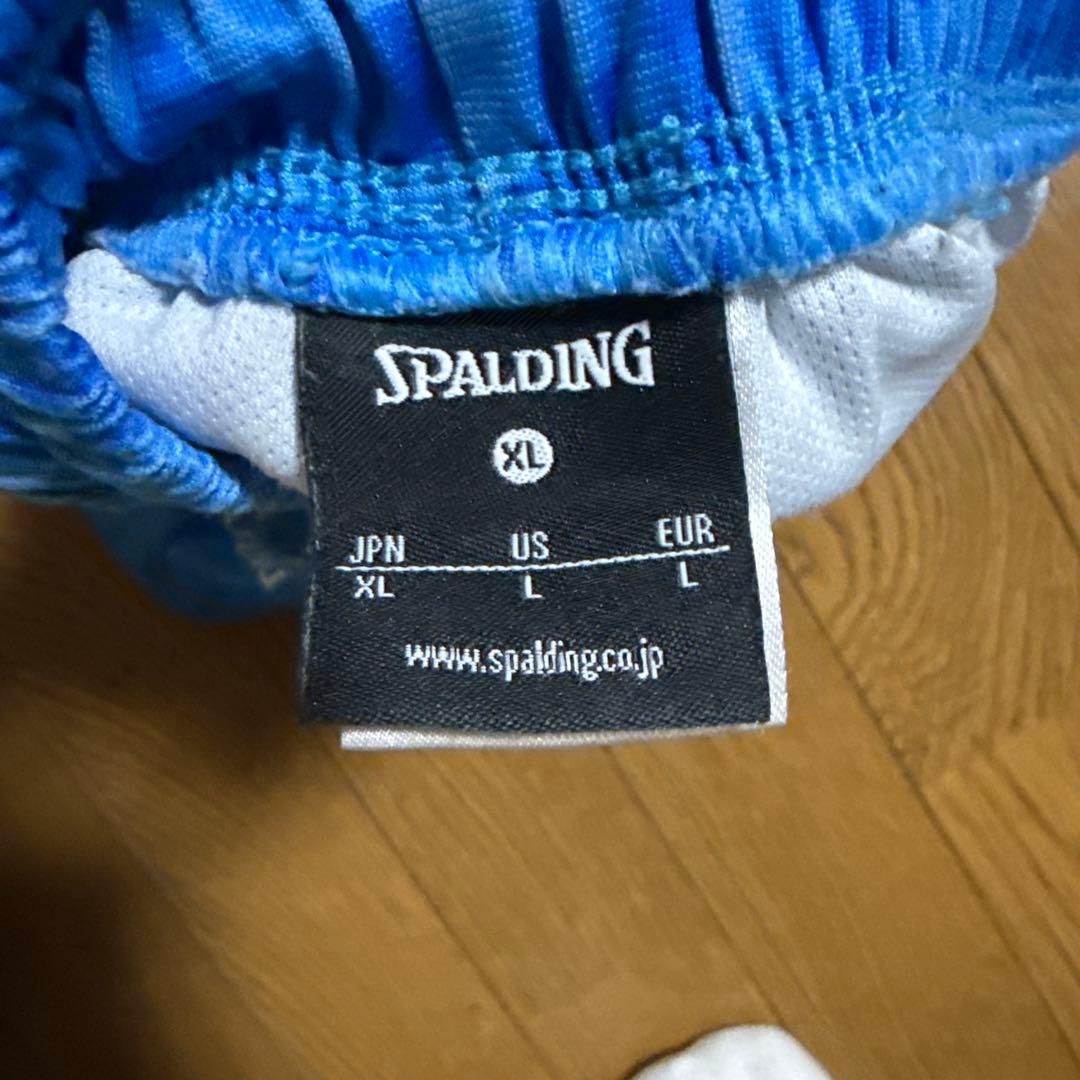 SPALDING
XL
JPN US EUR
XL L L
www.spalding.co.jp